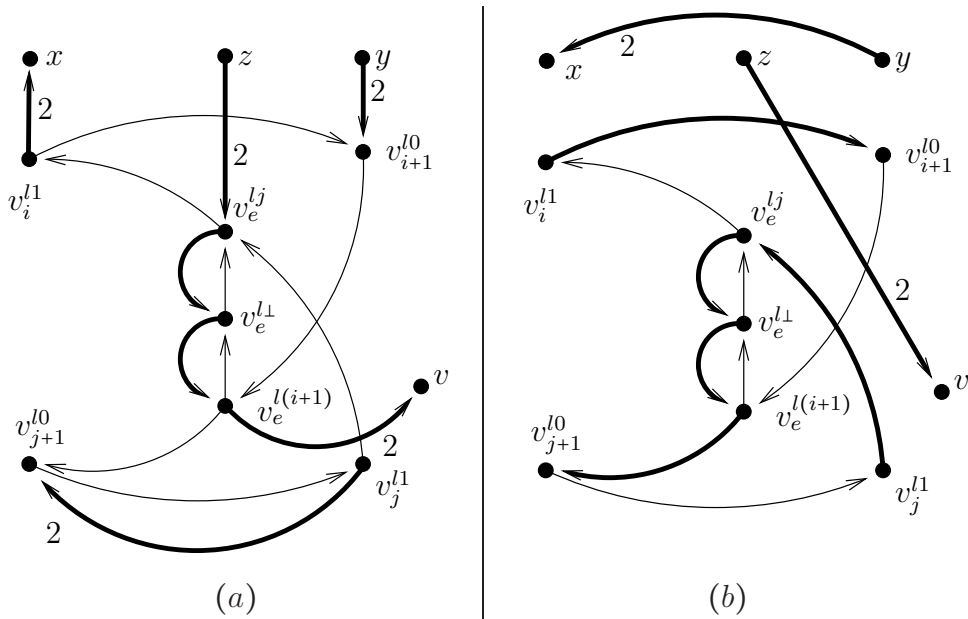 x z y
2 2 2
v_i^{l1} v_{i+1}^{l0}
v_e^{lj}
v_e^{l⊥}
v_e^{l(i+1)} v
v_{j+1}^{l0} 2
v_j^{l1}
2
(a)
2
x z y
v_i^{l1} v_{i+1}^{l0}
v_e^{lj}
2
v_e^{l⊥}
v_e^{l(i+1)} v
v_{j+1}^{l0}
v_j^{l1}
(b)